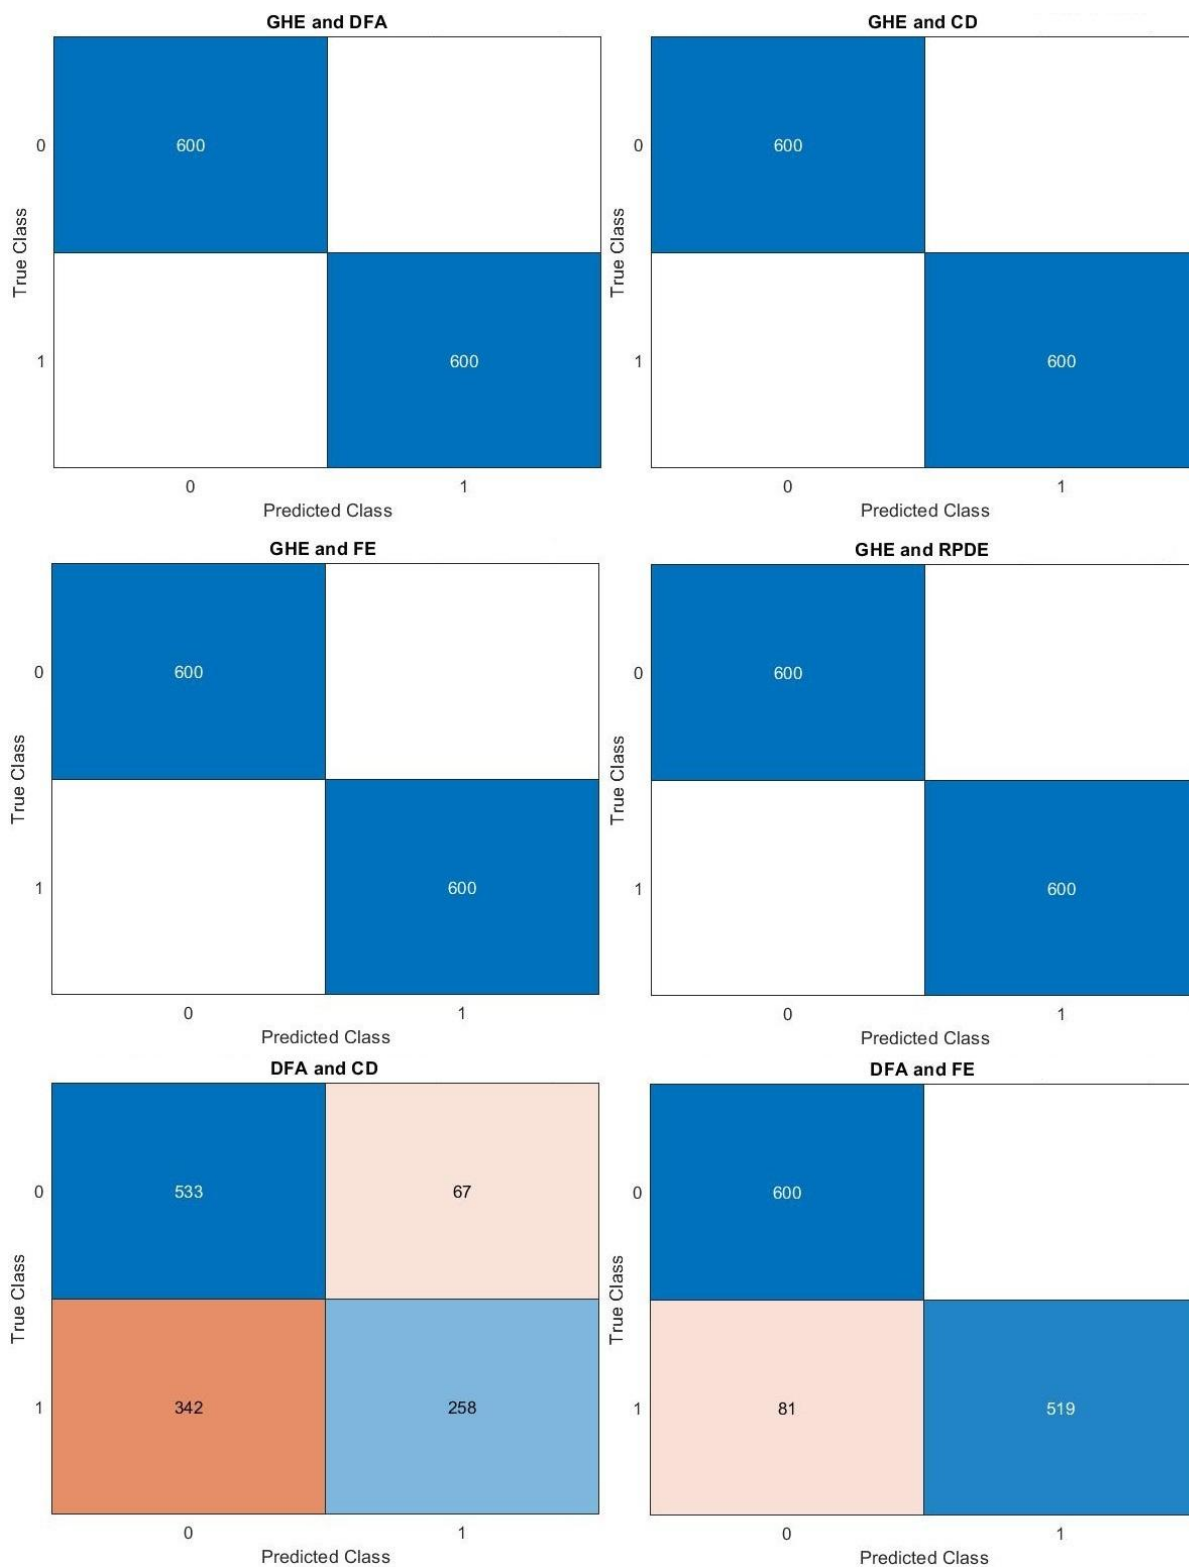 GHE and DFA
True Class
0
600
1
600
0 1
Predicted Class
GHE and CD
True Class
0
600
1
600
0 1
Predicted Class
GHE and FE
True Class
0
600
1
600
0 1
Predicted Class
GHE and RPDE
True Class
0
600
1
600
0 1
Predicted Class
DFA and CD
True Class
0
533 67
1
342 258
0 1
Predicted Class
DFA and FE
True Class
0
600
1
81 519
0 1
Predicted Class